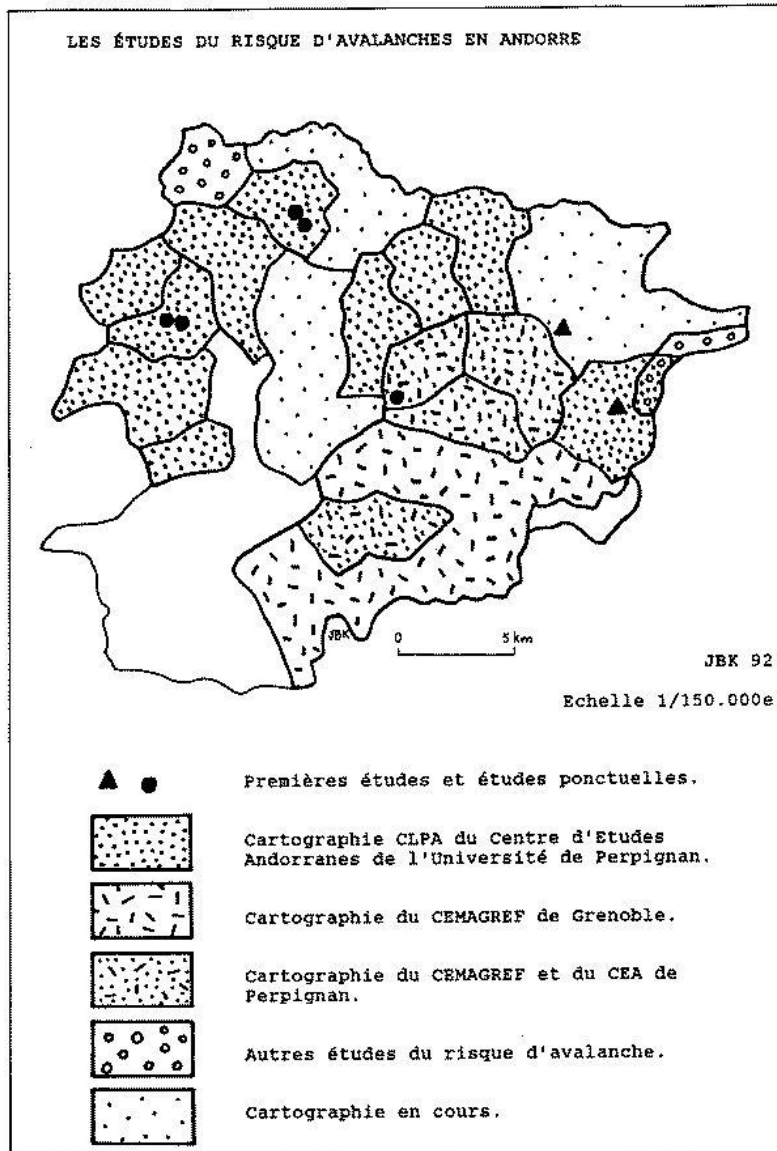 LES ÉTUDES DU RISQUE D'AVALANCHES EN ANDORRE
JBK
0 5 km
JBK 92
Echelle 1/150.000e
Premières études et études ponctuelles.
Cartographie CLPA du Centre d'Etudes
Andorranes de l'Université de Perpignan.
Cartographie du CEMAGREF de Grenoble.
Cartographie du CEMAGREF et du CEA de
Perpignan.
Autres études du risque d'avalanche.
Cartographie en cours.